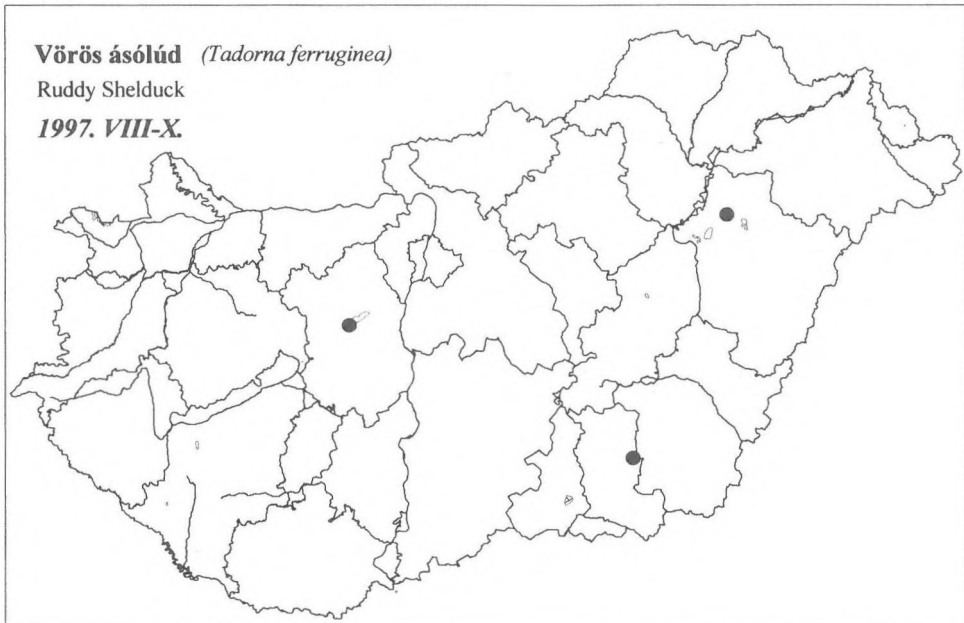 Vörös ásólúd (Tadorna ferruginea)
Ruddy Shelduck
1997. VIII-X.